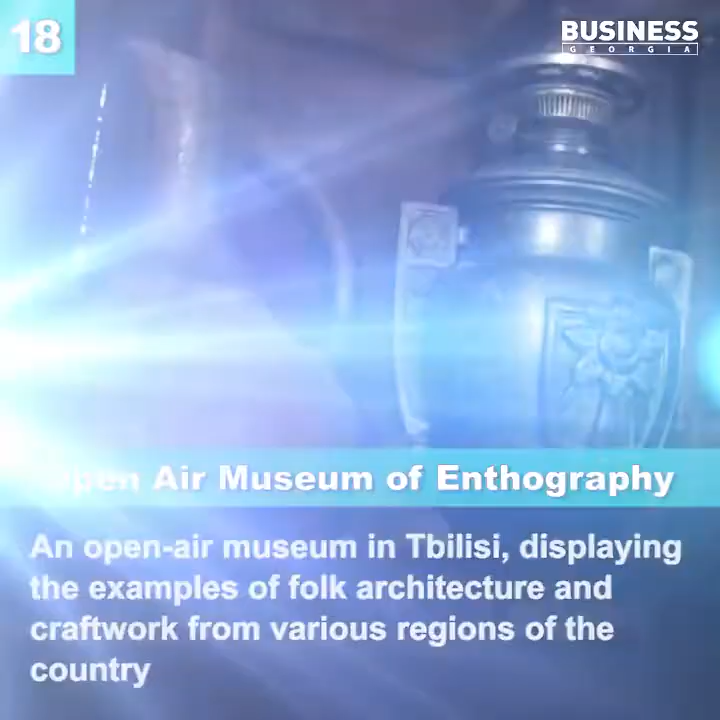 18
BUSINESS
GEORGIA
Open Air Museum of Enthography
An open-air museum in Tbilisi, displaying
the examples of folk architecture and
craftwork from various regions of the
country